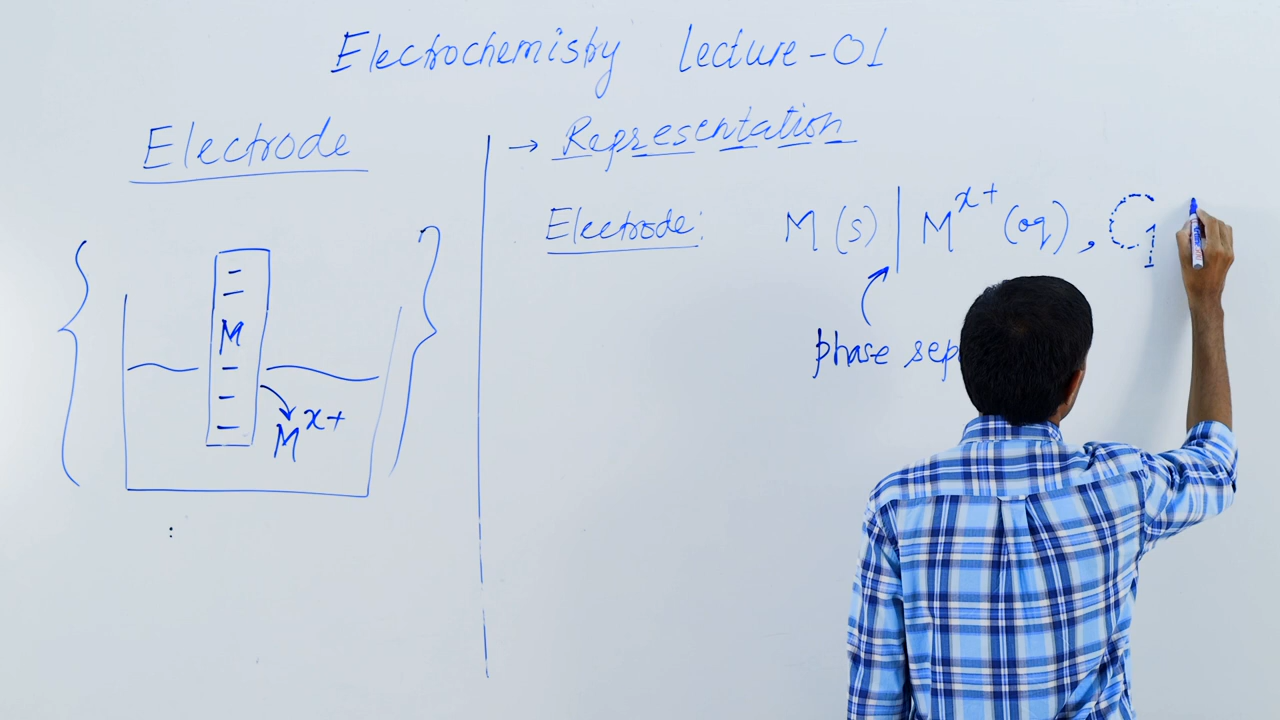 Electrochemistry Lecture-01
Electrode
→ Representation
Electrode: M(s) | M^x+ (aq), C1
phase sep
M
M^x+